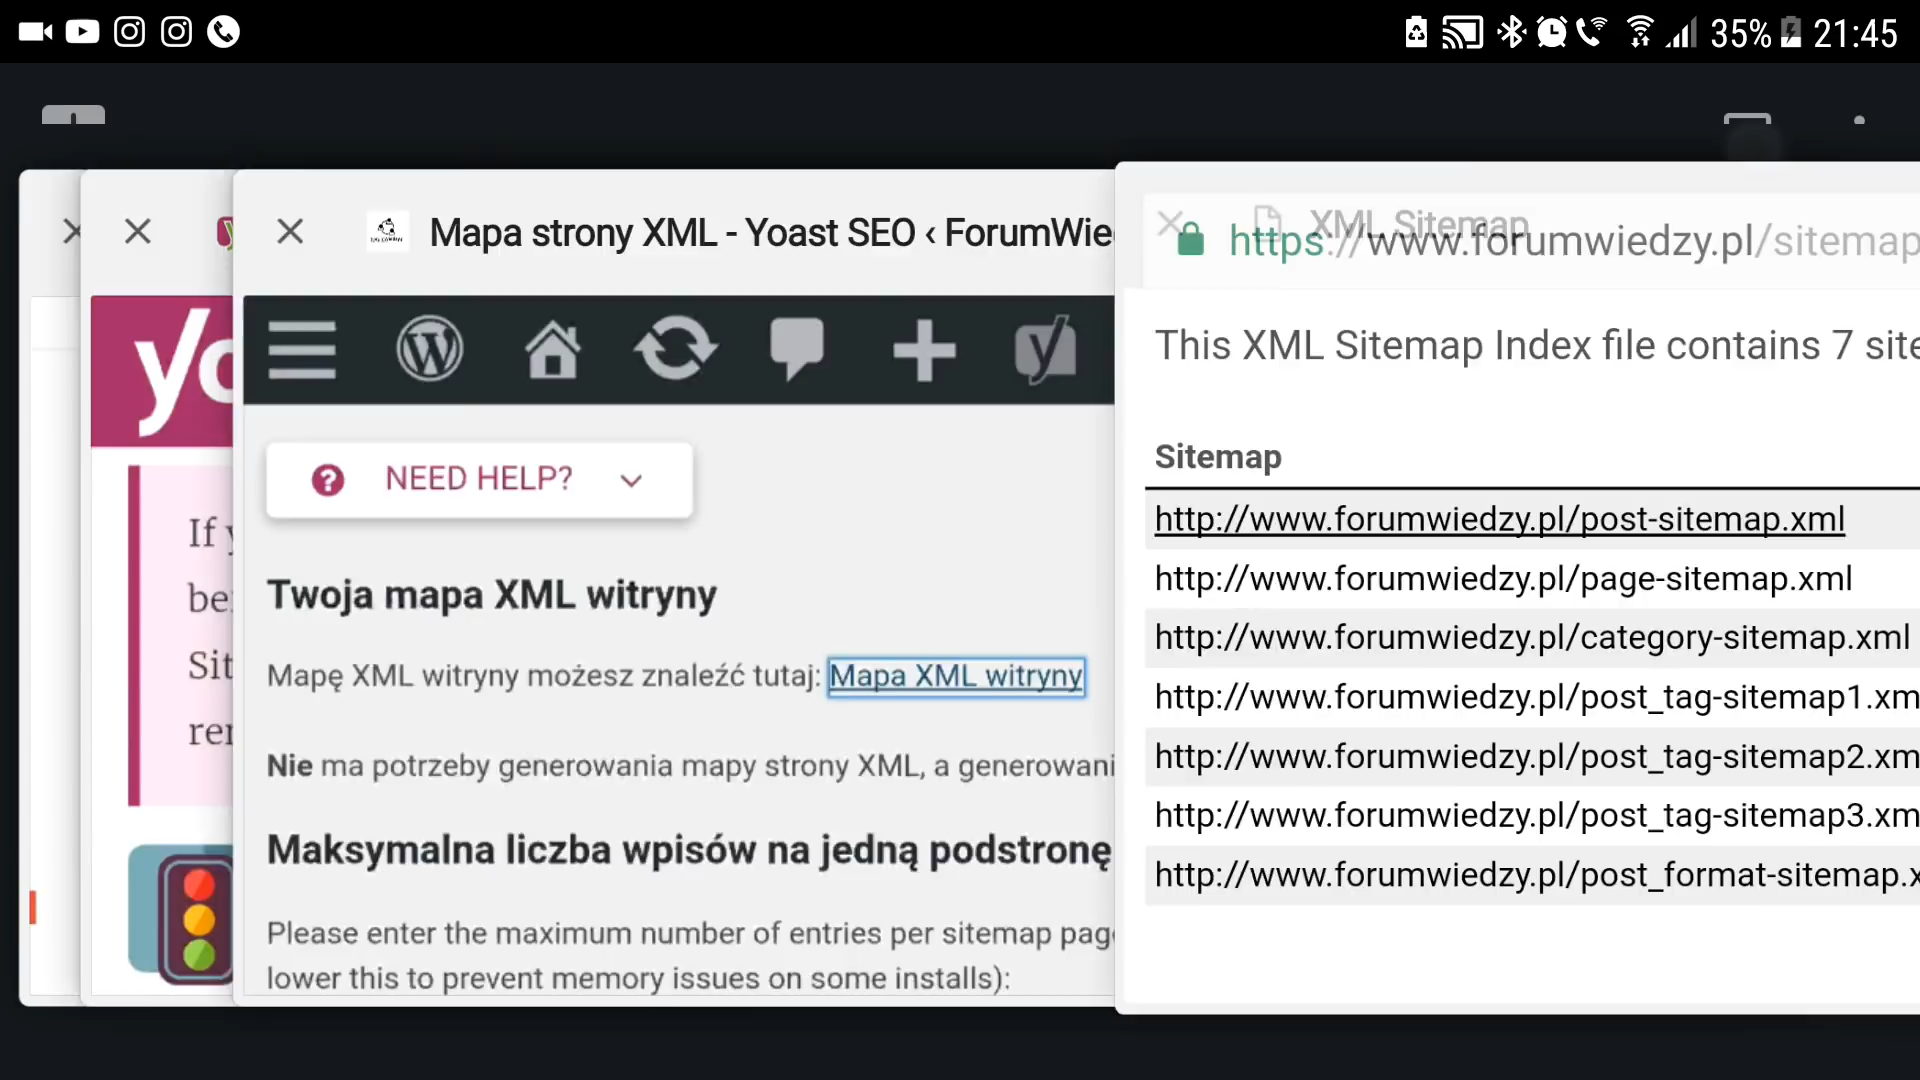 35% 21:45
Mapa strony XML - Yoast SEO ‹ ForumWie
XML Sitemap
https://www.forumwiedzy.pl/sitemap
yo
If y
be
Sit
rer
NEED HELP?
Twoja mapa XML witryny
Mapę XML witryny możesz znaleźć tutaj: Mapa XML witryny
Nie ma potrzeby generowania mapy strony XML, a generowani
Maksymalna liczba wpisów na jedną podstronę
Please enter the maximum number of entries per sitemap pag
lower this to prevent memory issues on some installs):
This XML Sitemap Index file contains 7 site
Sitemap
http://www.forumwiedzy.pl/post-sitemap.xml
http://www.forumwiedzy.pl/page-sitemap.xml
http://www.forumwiedzy.pl/category-sitemap.xml
http://www.forumwiedzy.pl/post_tag-sitemap1.xm
http://www.forumwiedzy.pl/post_tag-sitemap2.xm
http://www.forumwiedzy.pl/post_tag-sitemap3.xm
http://www.forumwiedzy.pl/post_format-sitemap.x